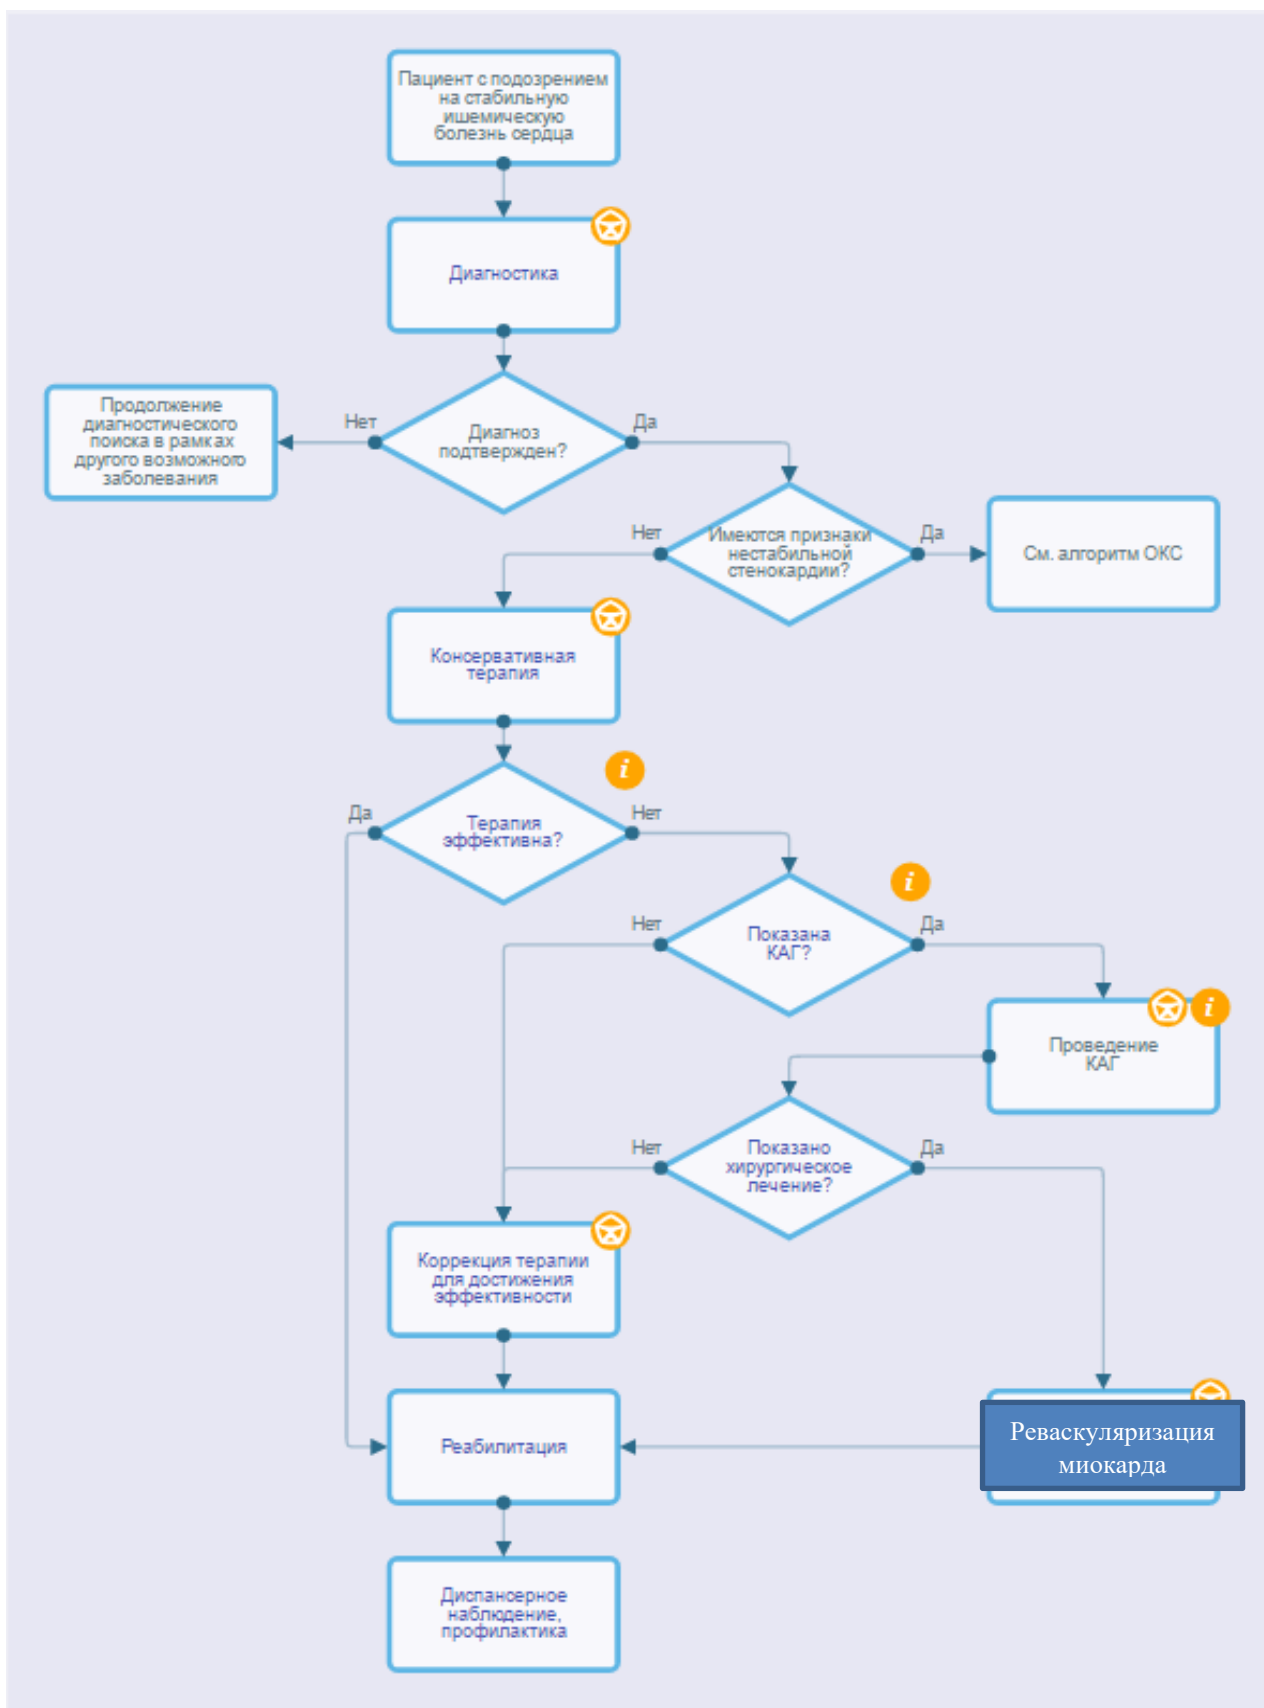 Пациент с подозрением
на стабильную
ишемическую
болезнь сердца
Диагностика
Продолжение
диагностического
поиска в рамках
другого возможного
заболевания
Нет
Диагноз
подтвержден?
Да
Нет
Имеются признаки
нестабильной
стенокардии?
Да
См. алгоритм ОКС
Консервативная
терапия
Да
Терапия
эффективна?
i
Нет
i
Нет
Показана
КАГ?
Да
i
Проведение
КАГ
Нет
Показано
хирургическое
лечение?
Да
Коррекция терапии
для достижения
эффективности
Реабилитация
Реваскуляризация
миокарда
Диспансерное
наблюдение,
профилактика